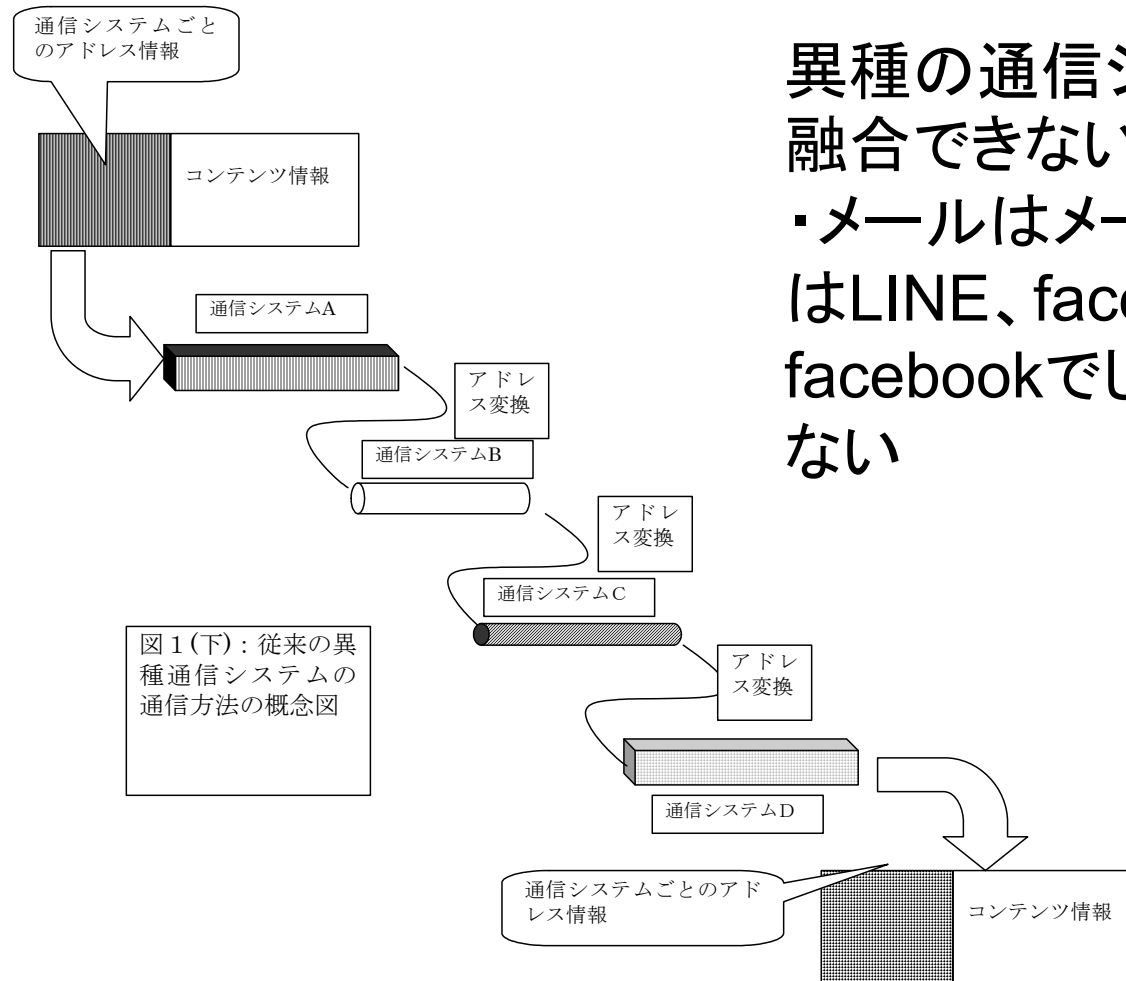 通信システムごと
のアドレス情報
コンテンツ情報
異種の通信シ
融合できない
・メールはメー
はLINE、face
facebookでし
ない
通信システムA
アドレ
ス変換
通信システムB
アドレ
ス変換
通信システムC
アドレ
ス変換
図１(下)：従来の異
種通信システムの
通信方法の概念図
通信システムD
通信システムごとのアド
レス情報
コンテンツ情報